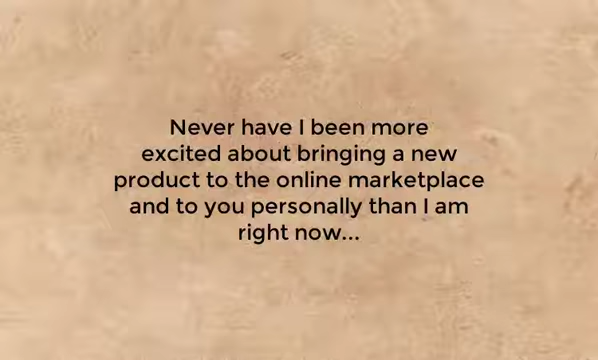 Never have I been more
excited about bringing a new
product to the online marketplace
and to you personally than I am
right now...